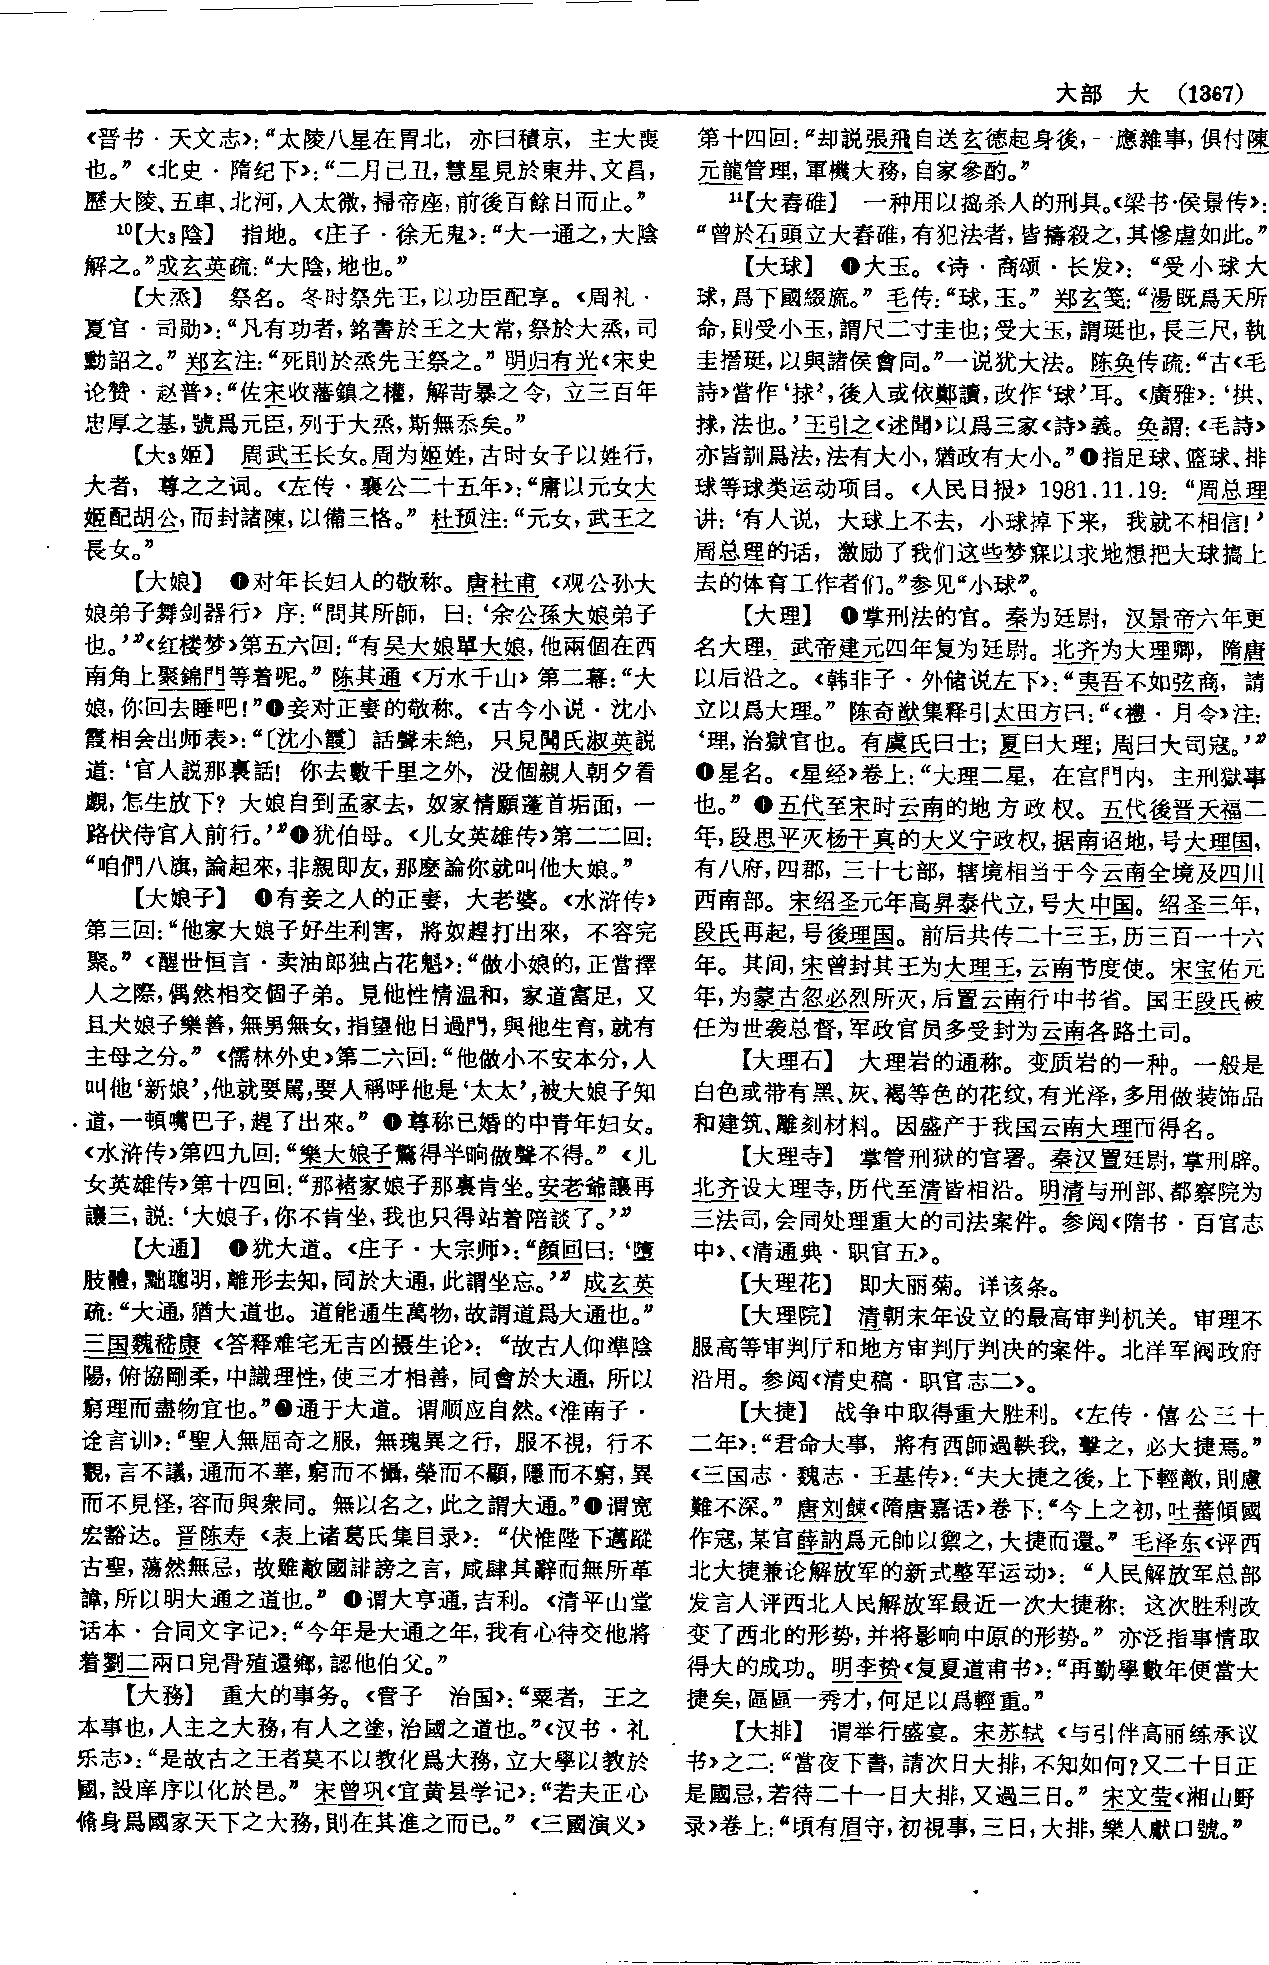 大部 大 (1367)
《晋书·天文志》：“太陵八星在胃北，亦曰積京，主大喪
也。”《北史·隋纪下》：“二月己丑，彗星見於東井、文昌，
歷大陵、五車、北河，入太微，掃帝座，前後百餘日而止。”
¹⁰【大₃陰】 指地。《庄子·徐无鬼》：“大一通之，大陰
解之。”成玄英疏：“大陰，地也。”
【大烝】 祭名。冬时祭先王，以功臣配享。《周礼·
夏官·司勋》：“凡有功者，銘書於王之大常，祭於大烝，司
勳詔之。”郑玄注：“死則於烝先王祭之。”明归有光《宋史
论赞·赵普》：“佐宋收藩鎮之權，解苛暴之令，立三百年
忠厚之基，號爲元臣，列于大烝，斯無忝矣。”
【大₃姬】 周武王长女。周为姬姓，古时女子以姓行，
大者，尊之之词。《左传·襄公二十五年》：“庸以元女大
姬配胡公，而封諸陳，以備三恪。”杜预注：“元女，武王之
長女。”
【大娘】 ❶对年长妇人的敬称。唐杜甫《观公孙大
娘弟子舞剑器行》序：“問其所師，曰：‘余公孫大娘弟子
也。’”《红楼梦》第五六回：“有吴大娘單大娘，他兩個在西
南角上聚錦門等着呢。”陈其通《万水千山》第二幕：“大
娘，你回去睡吧！”❷妾对正妻的敬称。《古今小说·沈小
霞相会出师表》：“〔沈小霞〕話聲未絶，只見聞氏淑英説
道：‘官人説那裏話！你去數千里之外，没個親人朝夕看
覷，怎生放下？大娘自到孟家去，奴家情願蓬首垢面，一
路伏侍官人前行。’”❸犹伯母。《儿女英雄传》第二二回：
“咱們八旗，論起來，非親即友，那麽論你就叫他大娘。”
【大娘子】 ❶有妾之人的正妻，大老婆。《水浒传》
第三回：“他家大娘子好生利害，將奴趕打出來，不容完
聚。”《醒世恒言·卖油郎独占花魁》：“做小娘的，正當擇
人之際，偶然相交個子弟。見他性情温和，家道富足，又
且大娘子樂善，無男無女，指望他日過門，與他生育，就有
主母之分。”《儒林外史》第二六回：“他做小不安本分，人
叫他‘新娘’，他就要駡，要人稱呼他是‘太太’，被大娘子知
道，一頓嘴巴子，趕了出來。”❷尊称已婚的中青年妇女。
《水浒传》第四九回：“樂大娘子驚得半晌做聲不得。”《儿
女英雄传》第十四回：“那褚家娘子那裏肯坐。安老爺讓再
讓三，説：‘大娘子，你不肯坐，我也只得站着陪談了。’”
【大通】 ❶犹大道。《庄子·大宗师》：“顔回曰：‘墮
肢體，黜聰明，離形去知，同於大通，此謂坐忘。’”成玄英
疏：“大通，猶大道也。道能通生萬物，故謂道爲大通也。”
三国魏嵇康《答释难宅无吉凶摄生论》：“故古人仰準陰
陽，俯協剛柔，中識理性，使三才相善，同會於大通，所以
窮理而盡物宜也。”❷通于大道。谓顺应自然。《淮南子·
诠言训》：“聖人無屈奇之服，無瑰異之行，服不視，行不
觀，言不議，通而不華，窮而不懾，榮而不顯，隱而不窮，異
而不見怪，容而與衆同。無以名之，此之謂大通。”❸谓宽
宏豁达。晋陈寿《表上诸葛氏集目录》：“伏惟陛下邁蹤
古聖，蕩然無忌，故雖敵國誹謗之言，咸肆其辭而無所革
諱，所以明大通之道也。”❹谓大亨通，吉利。《清平山堂
话本·合同文字记》：“今年是大通之年，我有心待交他將
着劉二兩口兒骨殖還鄉，認他伯父。”
【大務】 重大的事务。《管子 治国》：“粟者，王之
本事也，人主之大務，有人之塗，治國之道也。”《汉书·礼
乐志》：“是故古之王者莫不以教化爲大務，立大學以教於
國，設庠序以化於邑。”宋曾巩《宜黄县学记》：“若夫正心
脩身爲國家天下之大務，則在其進之而已。”《三國演义》
第十四回：“却説張飛自送玄德起身後，一應雜事，俱付陳
元龍管理，軍機大務，自家參酌。”
¹¹【大舂碓】 一种用以捣杀人的刑具。《梁书·侯景传》：
“曾於石頭立大舂碓，有犯法者，皆擣殺之，其慘虐如此。”
【大球】 ❶大玉。《诗·商颂·长发》：“受小球大
球，爲下國綴旒。”毛传：“球，玉。”郑玄笺：“湯既爲天所
命，則受小玉，謂尺二寸圭也；受大玉，謂珽也，長三尺，執
圭搢珽，以與諸侯會同。”一说犹大法。陈奂传疏：“古《毛
詩》當作‘捄’，後人或依鄭讀，改作‘球’耳。《廣雅》：‘拱、
捄，法也。’王引之《述聞》以爲三家《詩》義。奂謂：《毛詩》
亦皆訓爲法，法有大小，猶政有大小。”❷指足球、篮球、排
球等球类运动项目。《人民日报》1981.11.19：“周总理
讲：‘有人说，大球上不去，小球掉下来，我就不相信！’
周总理的话，激励了我们这些梦寐以求地想把大球搞上
去的体育工作者们。”参见“小球”。
【大理】 ❶掌刑法的官。秦为廷尉，汉景帝六年更
名大理，武帝建元四年复为廷尉。北齐为大理卿，隋唐
以后沿之。《韩非子·外储说左下》：“夷吾不如弦商，請
立以爲大理。”陈奇猷集释引太田方曰：“《禮·月令》注：
‘理，治獄官也。有虞氏曰士；夏曰大理；周曰大司寇。’”
❷星名。《星经》卷上：“大理二星，在宫門内，主刑獄事
也。”❸五代至宋时云南的地方政权。五代後晋天福二
年，段思平灭杨干真的大义宁政权，据南诏地，号大理国，
有八府，四郡，三十七部，辖境相当于今云南全境及四川
西南部。宋绍圣元年高昇泰代立，号大中国。绍圣三年，
段氏再起，号後理国。前后共传二十三王，历三百一十六
年。其间，宋曾封其王为大理王，云南节度使。宋宝佑元
年，为蒙古忽必烈所灭，后置云南行中书省。国王段氏被
任为世袭总督，军政官员多受封为云南各路土司。
【大理石】 大理岩的通称。变质岩的一种。一般是
白色或带有黑、灰、褐等色的花纹，有光泽，多用做装饰品
和建筑、雕刻材料。因盛产于我国云南大理而得名。
【大理寺】 掌管刑狱的官署。秦汉置廷尉，掌刑辟。
北齐设大理寺，历代至清皆相沿。明清与刑部、都察院为
三法司，会同处理重大的司法案件。参阅《隋书·百官志
中》、《清通典·职官五》。
【大理花】 即大丽菊。详该条。
【大理院】 清朝末年设立的最高审判机关。审理不
服高等审判厅和地方审判厅判决的案件。北洋军阀政府
沿用。参阅《清史稿·职官志二》。
【大捷】 战争中取得重大胜利。《左传·僖公三十
二年》：“君命大事，將有西師過軼我，擊之，必大捷焉。”
《三国志·魏志·王基传》：“夫大捷之後，上下輕敵，則慮
難不深。”唐刘餗《隋唐嘉话》卷下：“今上之初，吐蕃傾國
作寇，某官薛訥爲元帥以禦之，大捷而還。”毛泽东《评西
北大捷兼论解放军的新式整军运动》：“人民解放军总部
发言人评西北人民解放军最近一次大捷称：这次胜利改
变了西北的形势，并将影响中原的形势。”亦泛指事情取
得大的成功。明李贽《复夏道甫书》：“再勤學數年便當大
捷矣，區區一秀才，何足以爲輕重。”
【大排】 谓举行盛宴。宋苏轼《与引伴高丽练承议
书》之二：“當夜下書，請次日大排，不知如何？又二十日正
是國忌，若待二十一日大排，又過三日。”宋文莹《湘山野
录》卷上：“頃有眉守，初視事，三日，大排，樂人獻口號。”